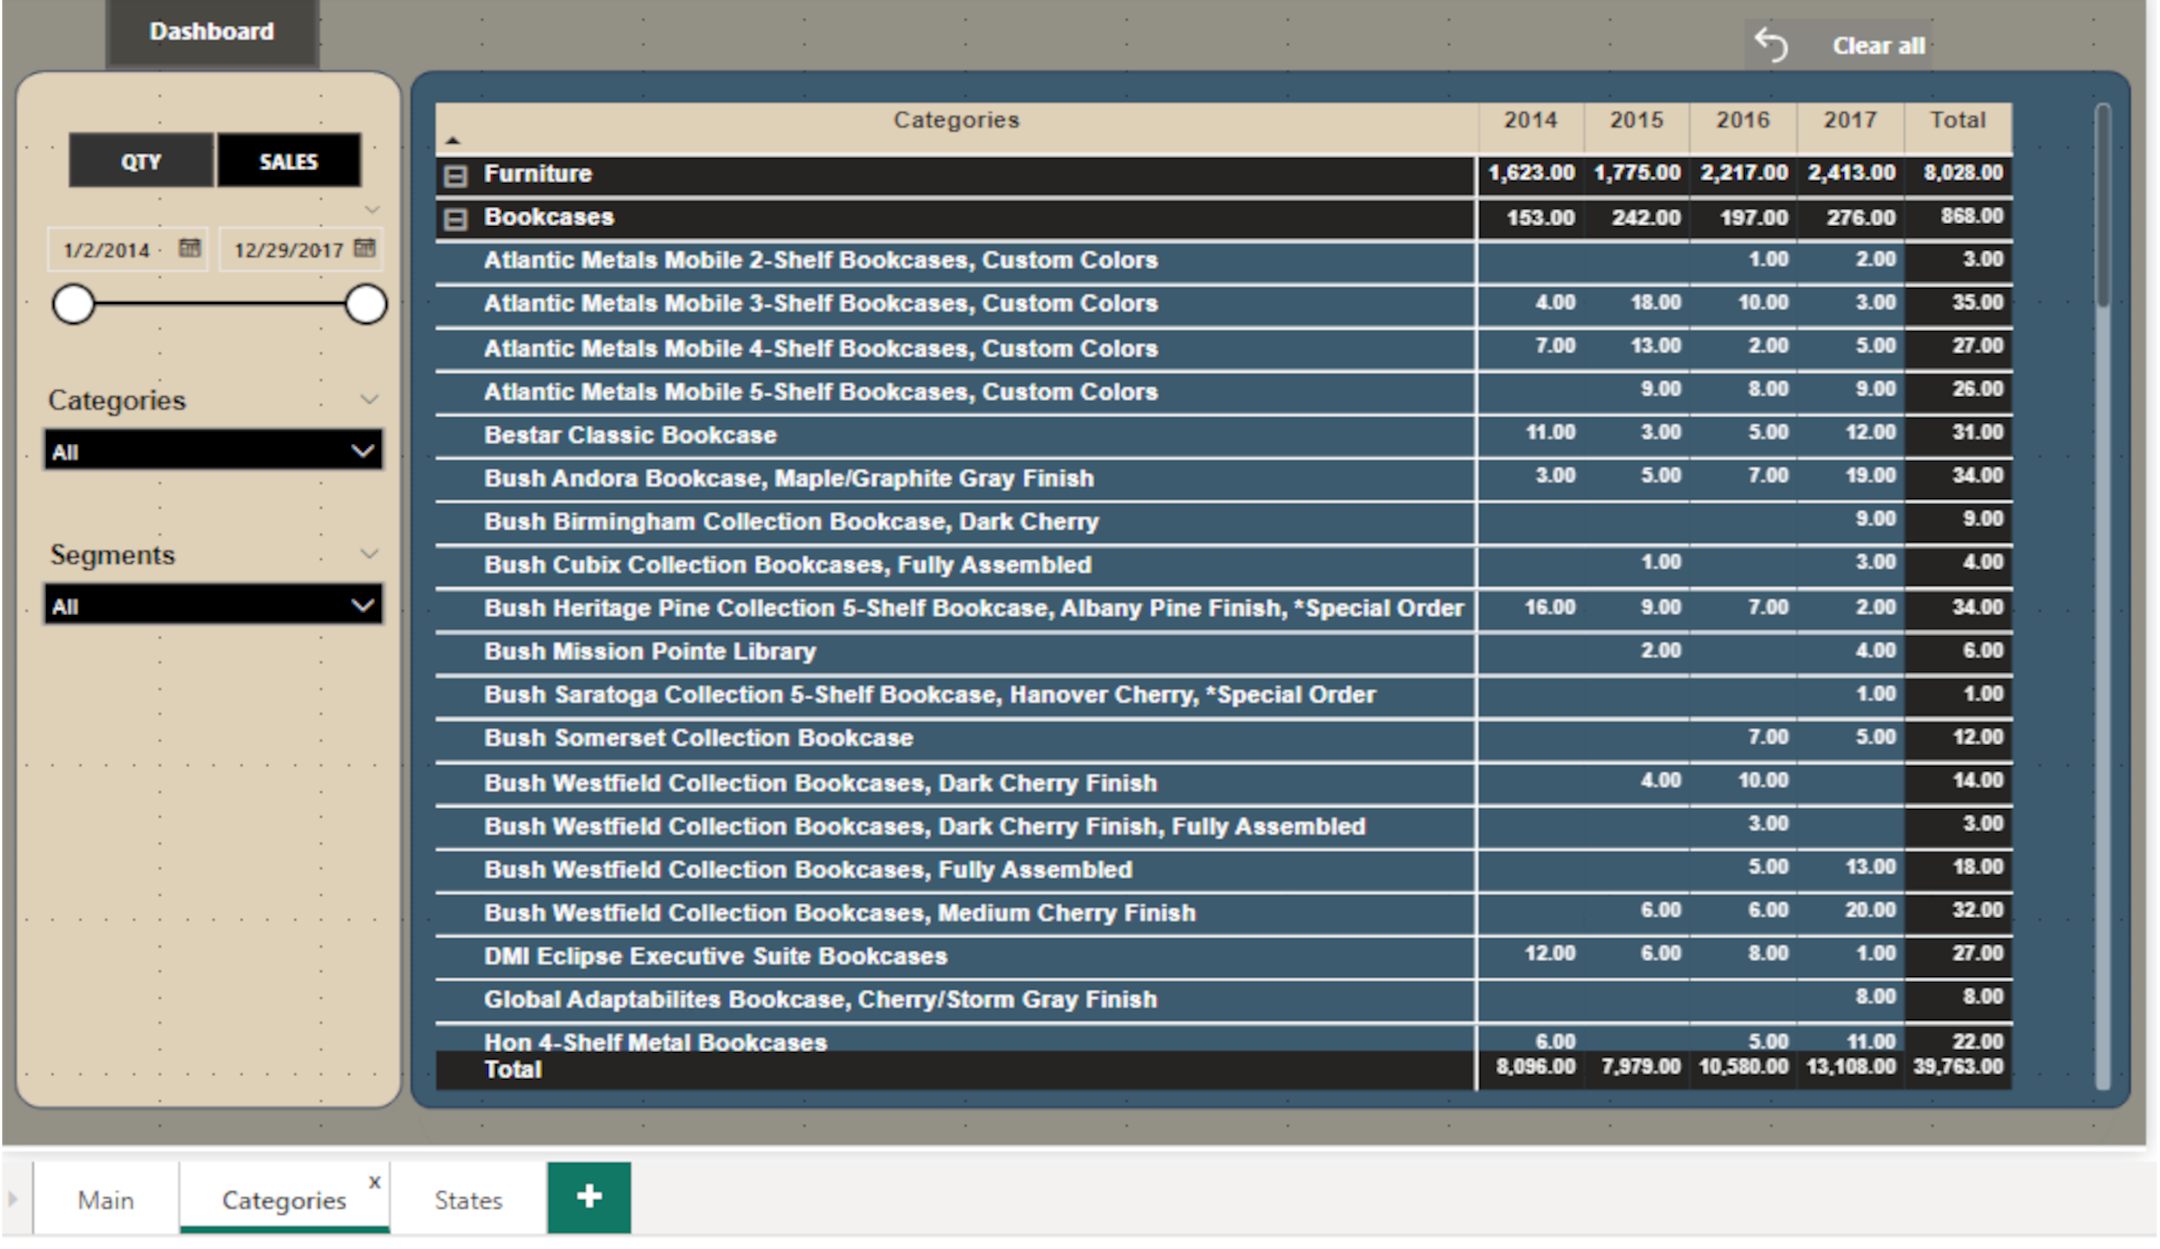 Dashboard
Clear all
QTY SALES
1/2/2014 12/29/2017
Categories
All
Segments
All
Categories 2014 2015 2016 2017 Total
Furniture 1,623.00 1,775.00 2,217.00 2,413.00 8,028.00
Bookcases 153.00 242.00 197.00 276.00 868.00
Atlantic Metals Mobile 2-Shelf Bookcases, Custom Colors 1.00 2.00 3.00
Atlantic Metals Mobile 3-Shelf Bookcases, Custom Colors 4.00 18.00 10.00 3.00 35.00
Atlantic Metals Mobile 4-Shelf Bookcases, Custom Colors 7.00 13.00 2.00 5.00 27.00
Atlantic Metals Mobile 5-Shelf Bookcases, Custom Colors 9.00 8.00 9.00 26.00
Bestar Classic Bookcase 11.00 3.00 5.00 12.00 31.00
Bush Andora Bookcase, Maple/Graphite Gray Finish 3.00 5.00 7.00 19.00 34.00
Bush Birmingham Collection Bookcase, Dark Cherry 9.00 9.00
Bush Cubix Collection Bookcases, Fully Assembled 1.00 3.00 4.00
Bush Heritage Pine Collection 5-Shelf Bookcase, Albany Pine Finish, *Special Order 16.00 9.00 7.00 2.00 34.00
Bush Mission Pointe Library 2.00 4.00 6.00
Bush Saratoga Collection 5-Shelf Bookcase, Hanover Cherry, *Special Order 1.00 1.00
Bush Somerset Collection Bookcase 7.00 5.00 12.00
Bush Westfield Collection Bookcases, Dark Cherry Finish 4.00 10.00 14.00
Bush Westfield Collection Bookcases, Dark Cherry Finish, Fully Assembled 3.00 3.00
Bush Westfield Collection Bookcases, Fully Assembled 5.00 13.00 18.00
Bush Westfield Collection Bookcases, Medium Cherry Finish 6.00 6.00 20.00 32.00
DMI Eclipse Executive Suite Bookcases 12.00 6.00 8.00 1.00 27.00
Global Adaptabilites Bookcase, Cherry/Storm Gray Finish 8.00 8.00
Hon 4-Shelf Metal Bookcases 6.00 5.00 11.00 22.00
Total 8,096.00 7,979.00 10,580.00 13,108.00 39,763.00
Main Categories x States +